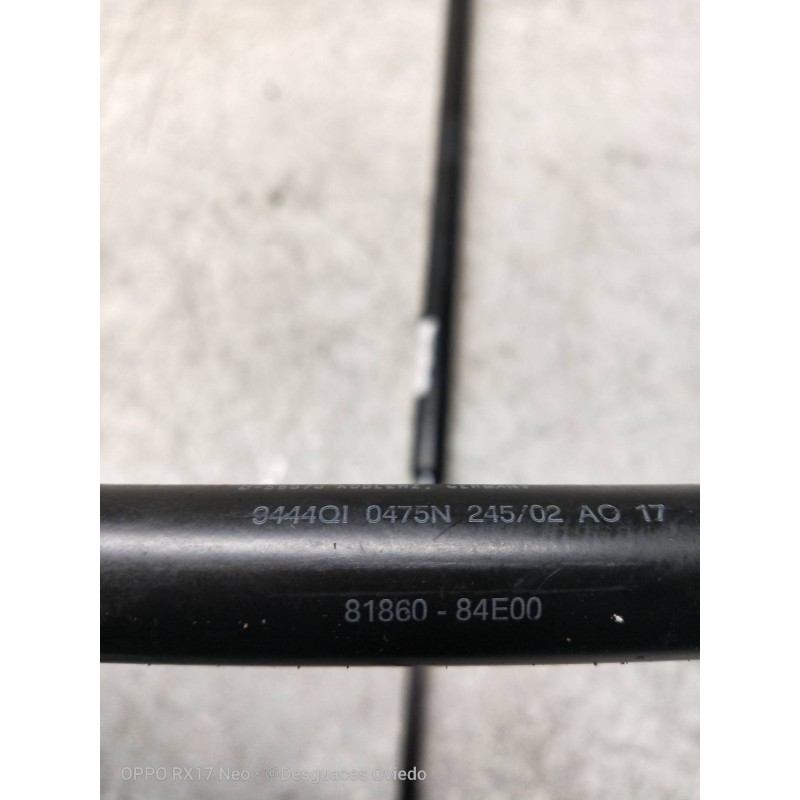 9444QI 0475N 245/02 AO 17
81860 - 84E00
OPPO RX17 Neo · ©Desguaces Oviedo